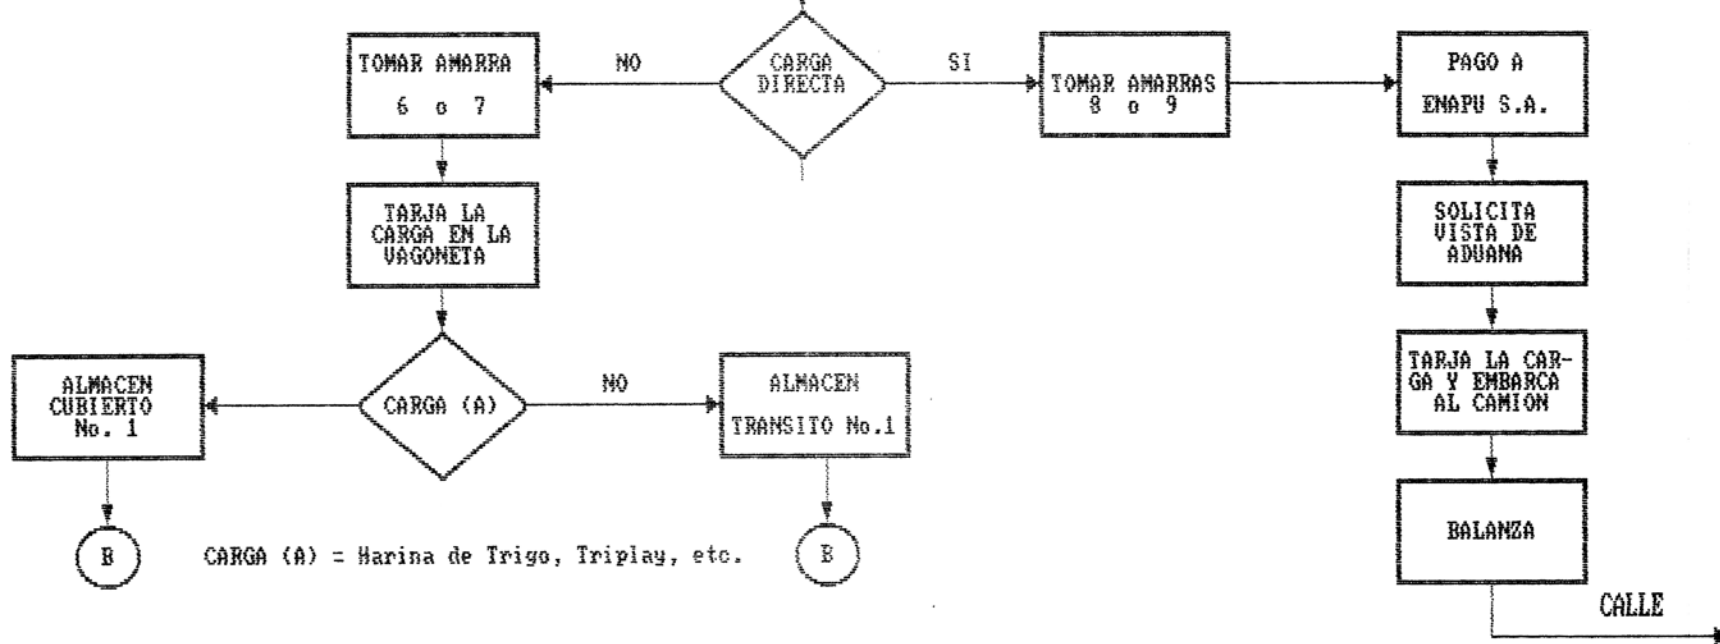 TOMAR AMARRA
6 o 7
NO
CARGA
DIRECTA
SI
TOMAR AMARRAS
8 o 9
PAGO A
ENAPU S.A.
TARJA LA
CARGA EN LA
VAGONETA
SOLICITA
VISTA DE
ADUANA
ALMACEN
CUBIERTO
No. 1
CARGA (A)
NO
ALMACEN
TRANSITO No.1
TARJA LA CAR-
GA Y EMBARCA
AL CAMION
B
CARGA (A) = Harina de Trigo, Triplay, etc.
B
BALANZA
CALLE